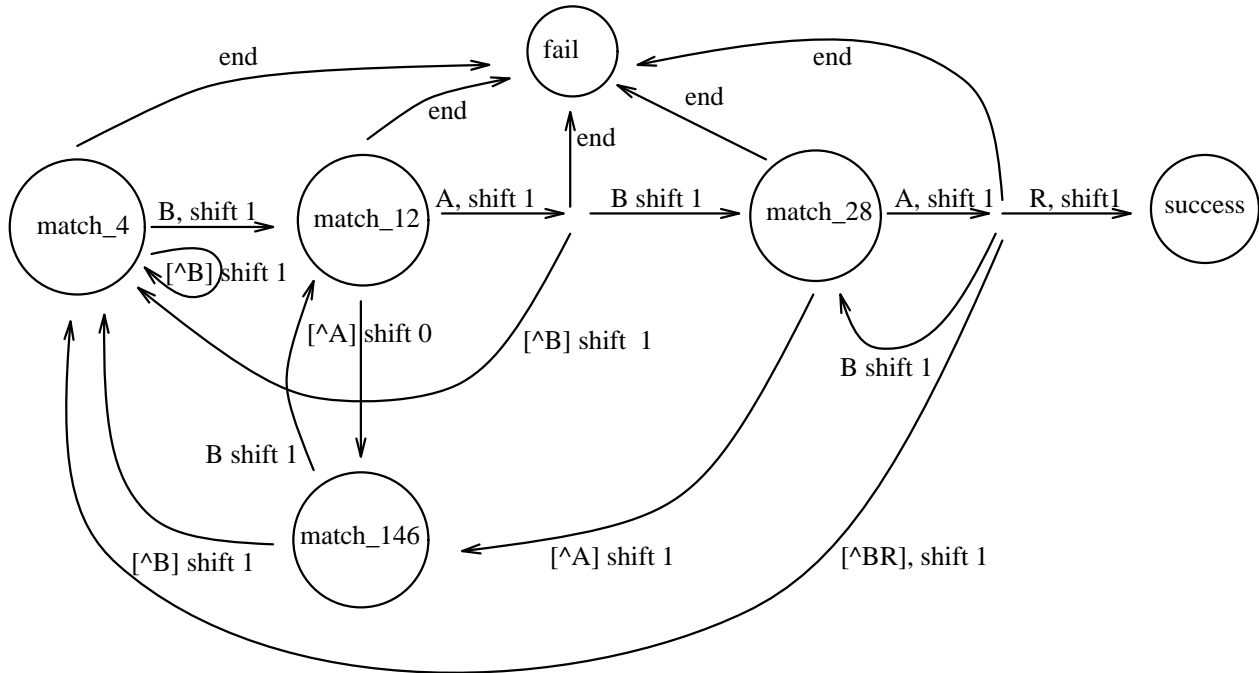 fail
end
end
end
end
end
match_4
B, shift 1
match_12
A, shift 1
B shift 1
match_28
A, shift 1
R, shift1
success
[^B] shift 1
[^A] shift 0
[^B] shift  1
B shift 1
B shift 1
match_146
[^B] shift 1
[^A] shift 1
[^BR], shift 1